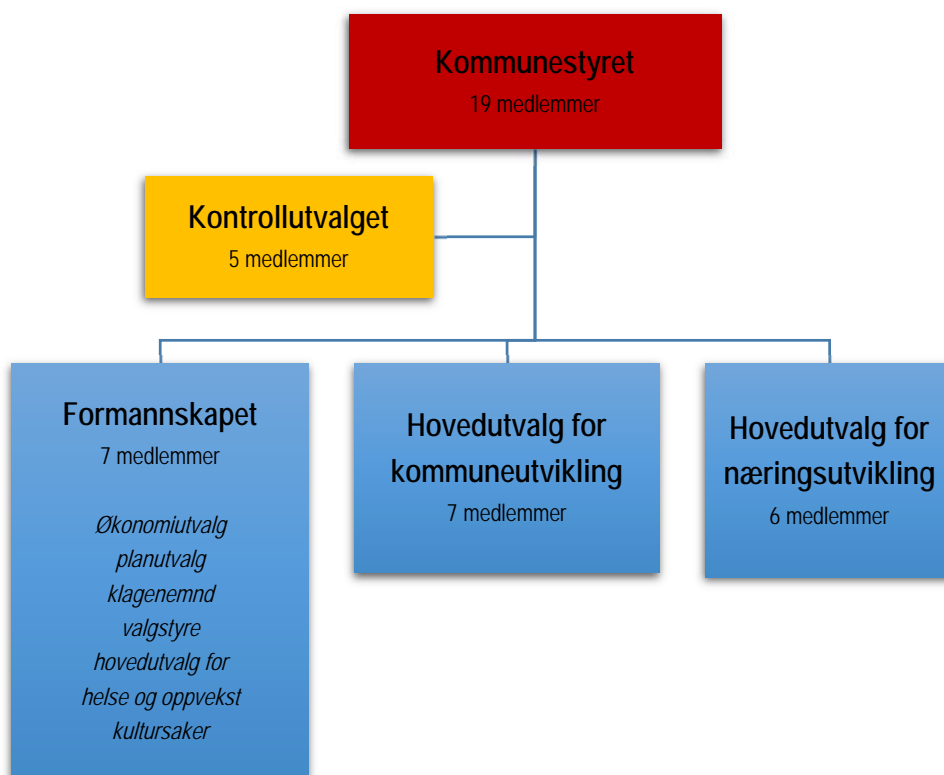 Kommunestyret
19 medlemmer
Kontrollutvalget
5 medlemmer
Formannskapet
7 medlemmer
Økonomiutvalg
planutvalg
klagenemnd
valgstyre
hovedutvalg for
helse og oppvekst
kultursaker
Hovedutvalg for
kommuneutvikling
7 medlemmer
Hovedutvalg for
næringsutvikling
6 medlemmer